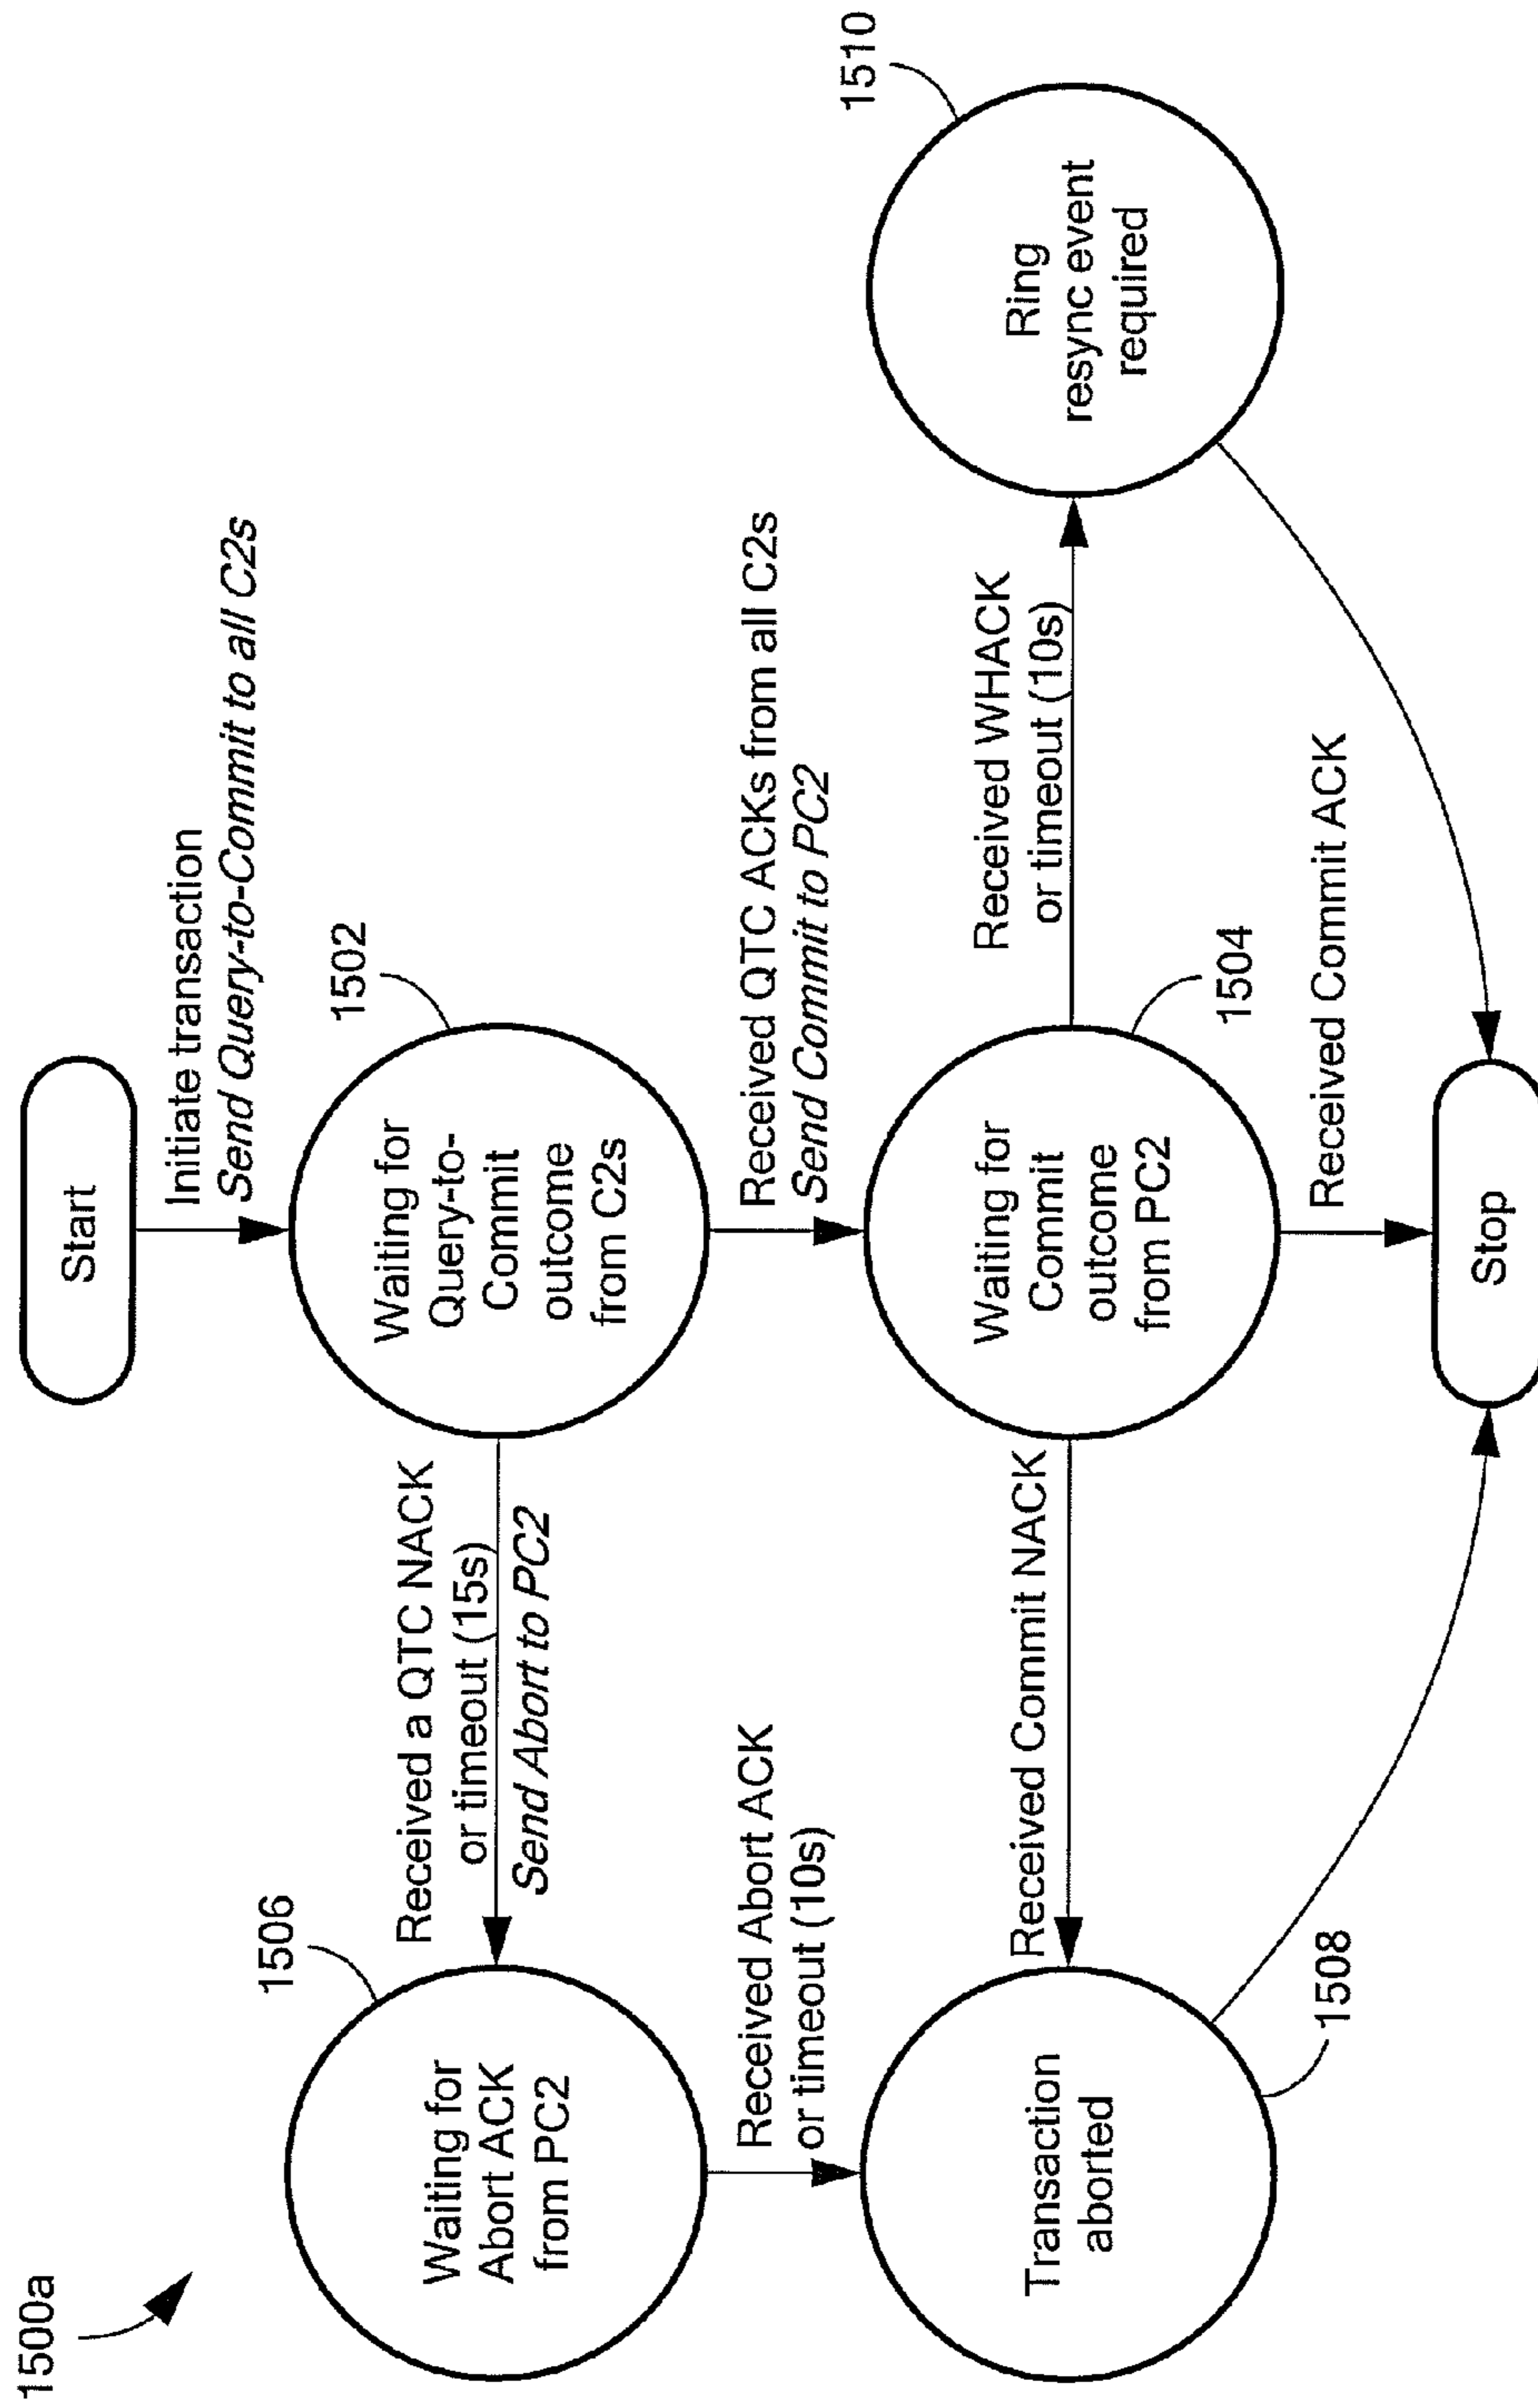 1500a
Start
Initiate transaction
Send Query-to-Commit to all C2s
1502
Waiting for
Query-to-
Commit
outcome
from C2s
Received a QTC NACK
or timeout (15s)
Send Abort to PC2
1506
Waiting for
Abort ACK
from PC2
Received QTC ACKs from all C2s
Send Commit to PC2
Received Abort ACK
or timeout (10s)
Waiting for
Commit
outcome
from PC2
1504
Received WHACK
or timeout (10s)
1510
Ring
resync event
required
Received Commit NACK
Transaction
aborted
1508
Received Commit ACK
Stop